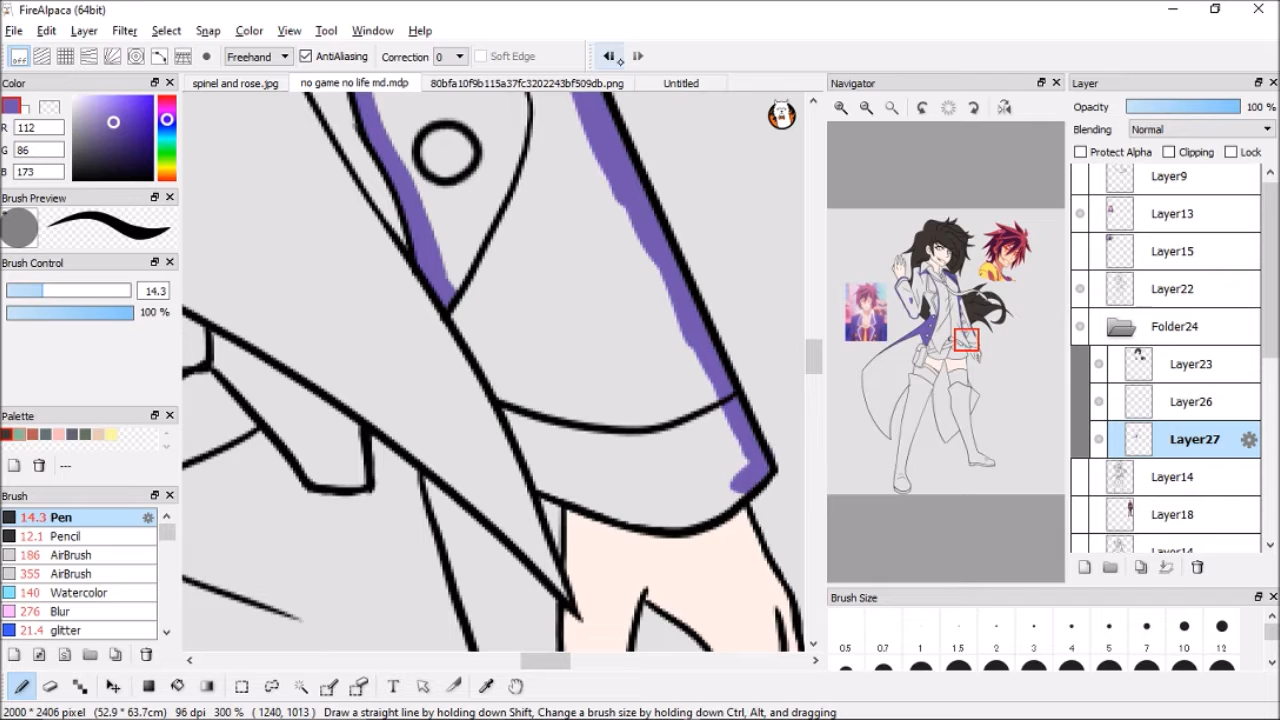 FireAlpaca (64bit)
File Edit Layer Filter Select Snap Color View Tool Window Help
off Freehand AntiAliasing Correction 0 Soft Edge
Color
R 112
G 86
B 173
Brush Preview
Brush Control
14.3
100 %
Palette
---
Brush
14.3 Pen
12.1 Pencil
186 AirBrush
355 AirBrush
140 Watercolor
276 Blur
21.4 glitter
spinel and rose.jpg no game no life md.mdp 80bfa10f9b115a37fc3202243bf509db.png Untitled
Navigator
Layer
Opacity 100 %
Blending Normal
Protect Alpha Clipping Lock
Layer9
Layer13
Layer15
Layer22
Folder24
Layer23
Layer26
Layer27
Layer14
Layer18
Layer14
Brush Size
0.5 0.7 1 1.5 2 3 4 5 7 10 12
T
2000 * 2406 pixel (52.9 * 63.7cm) 96 dpi 300 % ( 1240, 1013 ) Draw a straight line by holding down Shift, Change a brush size by holding down Ctrl, Alt, and dragging